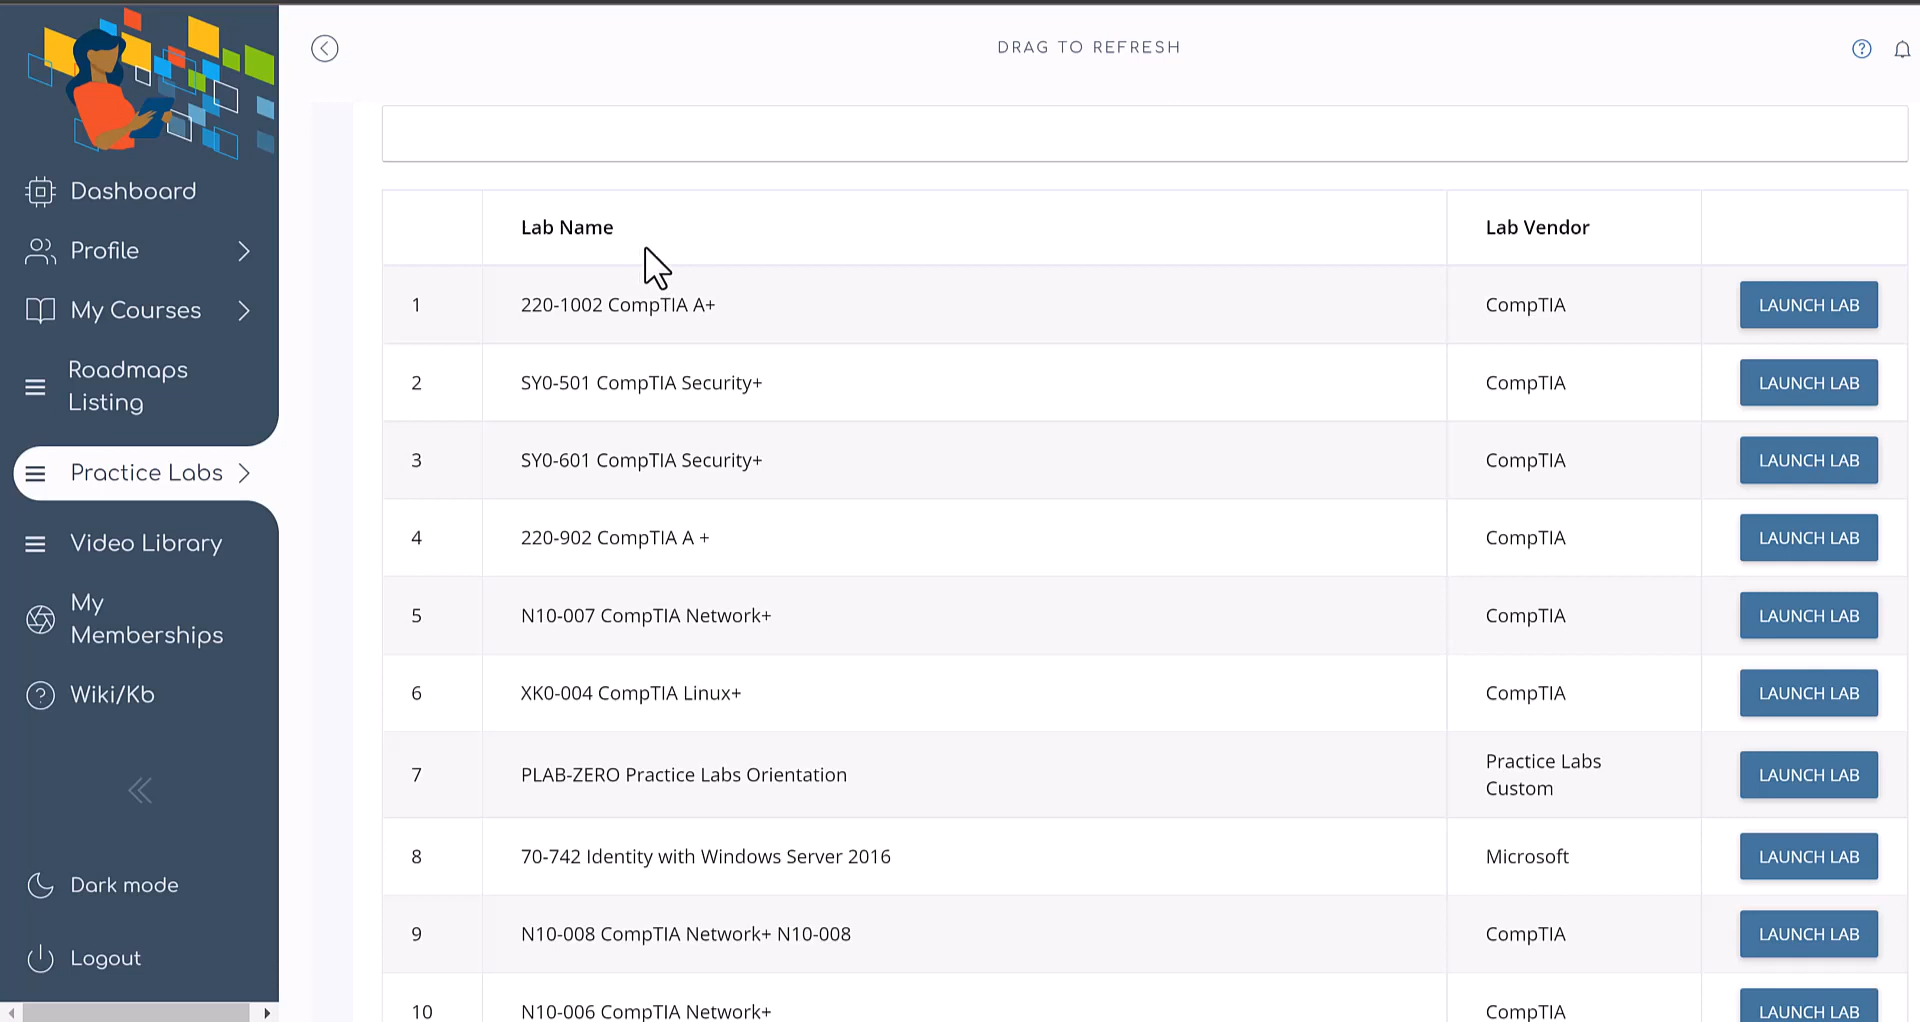 DRAG TO REFRESH
Dashboard
Profile
My Courses
Roadmaps
Listing
Practice Labs
Video Library
My
Memberships
Wiki/Kb
Dark mode
Logout
Lab Name Lab Vendor
1 220-1002 CompTIA A+ CompTIA LAUNCH LAB
2 SY0-501 CompTIA Security+ CompTIA LAUNCH LAB
3 SY0-601 CompTIA Security+ CompTIA LAUNCH LAB
4 220-902 CompTIA A + CompTIA LAUNCH LAB
5 N10-007 CompTIA Network+ CompTIA LAUNCH LAB
6 XK0-004 CompTIA Linux+ CompTIA LAUNCH LAB
7 PLAB-ZERO Practice Labs Orientation Practice Labs
Custom LAUNCH LAB
8 70-742 Identity with Windows Server 2016 Microsoft LAUNCH LAB
9 N10-008 CompTIA Network+ N10-008 CompTIA LAUNCH LAB
10 N10-006 CompTIA Network+ CompTIA LAUNCH LAB